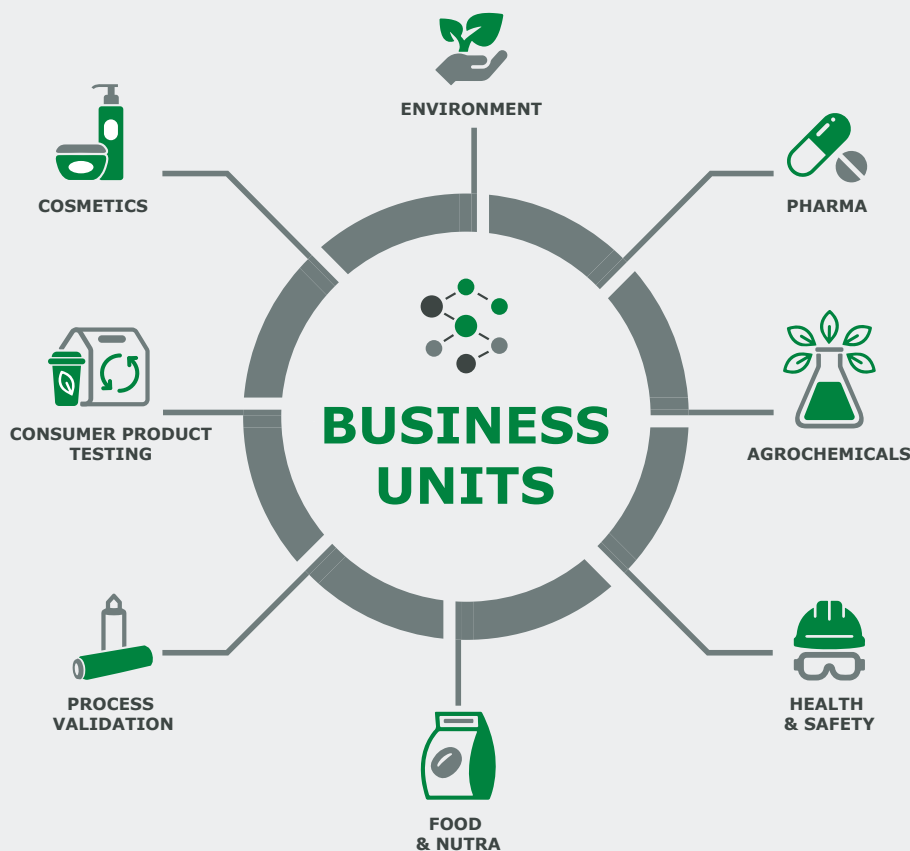 ENVIRONMENT
COSMETICS
PHARMA
BUSINESS
UNITS
CONSUMER PRODUCT
TESTING
AGROCHEMICALS
PROCESS
VALIDATION
HEALTH
& SAFETY
FOOD
& NUTRA